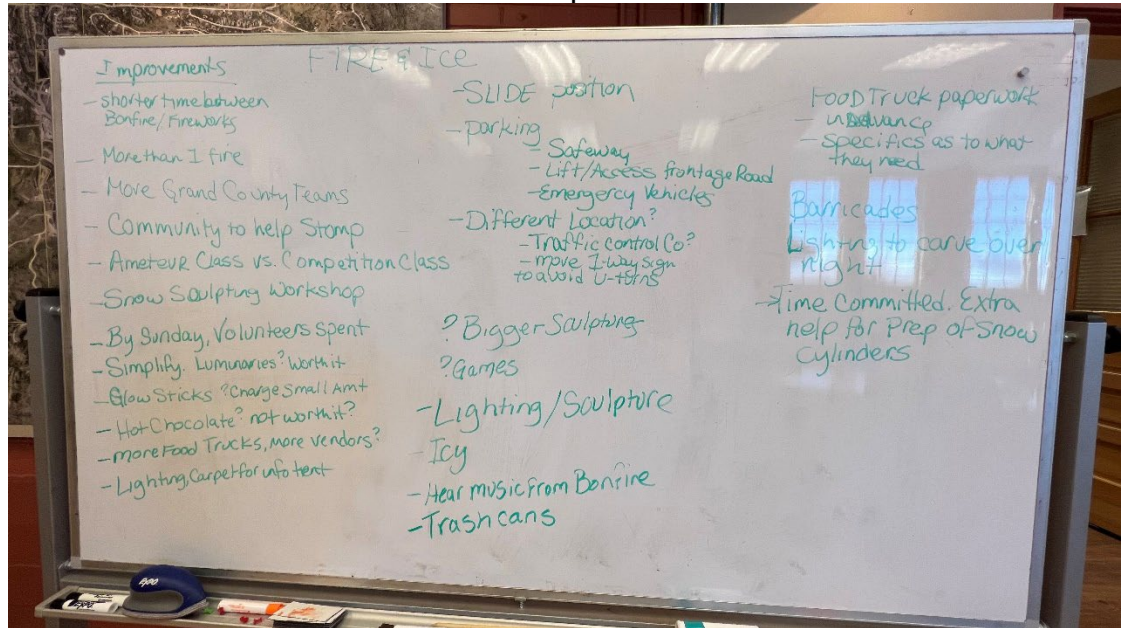 FIRE & ICE
Improvements
- shorter time between
Bonfire/Fireworks
- More than 1 fire
- More Grand County Teams
- Community to help Stomp
- Ameteur Class vs. Competition Class
- Snow Sculpting Workshop
- By Sunday, Volunteers spent
- Simplify. Luminaries? Worth it
- Glow Sticks ? Charge Small Amt
- Hot Chocolate? not worth it?
- more Food Trucks, More vendors?
- Lighting, Carpet for info tent
- SLIDE position
- parking
- Safeway
- Lift/Access frontage Road
- Emergency Vehicles
- Different Location?
- Traffic control Co?
- move 1-way sign
to avoid U-turns
? Bigger Sculptures
? Games
- Lighting/Sculpture
- Icy
- Hear music from Bonfire
- Trash cans
Food Truck paperwork
- in advance
- Specifics as to what
they need
Barricades
Lighting to carve over
night
-> Time Committed. Extra
help for Prep of Snow
Cylinders
Expo